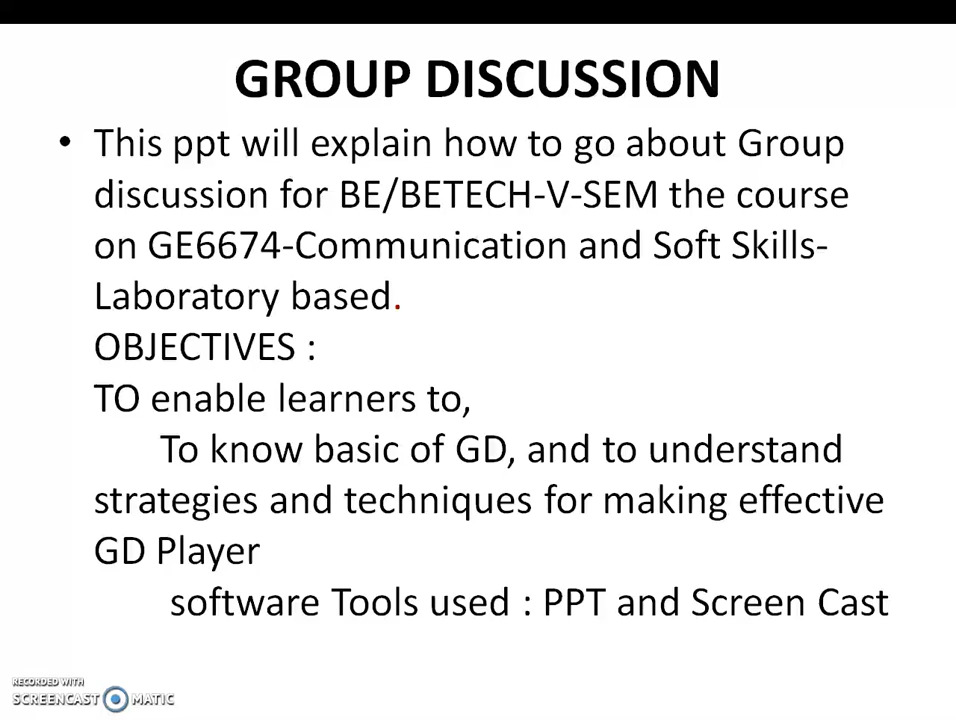 GROUP DISCUSSION
• This ppt will explain how to go about Group
discussion for BE/BETECH-V-SEM the course
on GE6674-Communication and Soft Skills-
Laboratory based.
OBJECTIVES :
TO enable learners to,
To know basic of GD, and to understand
strategies and techniques for making effective
GD Player
software Tools used : PPT and Screen Cast
RECORDED WITH
SCREENCAST MATIC